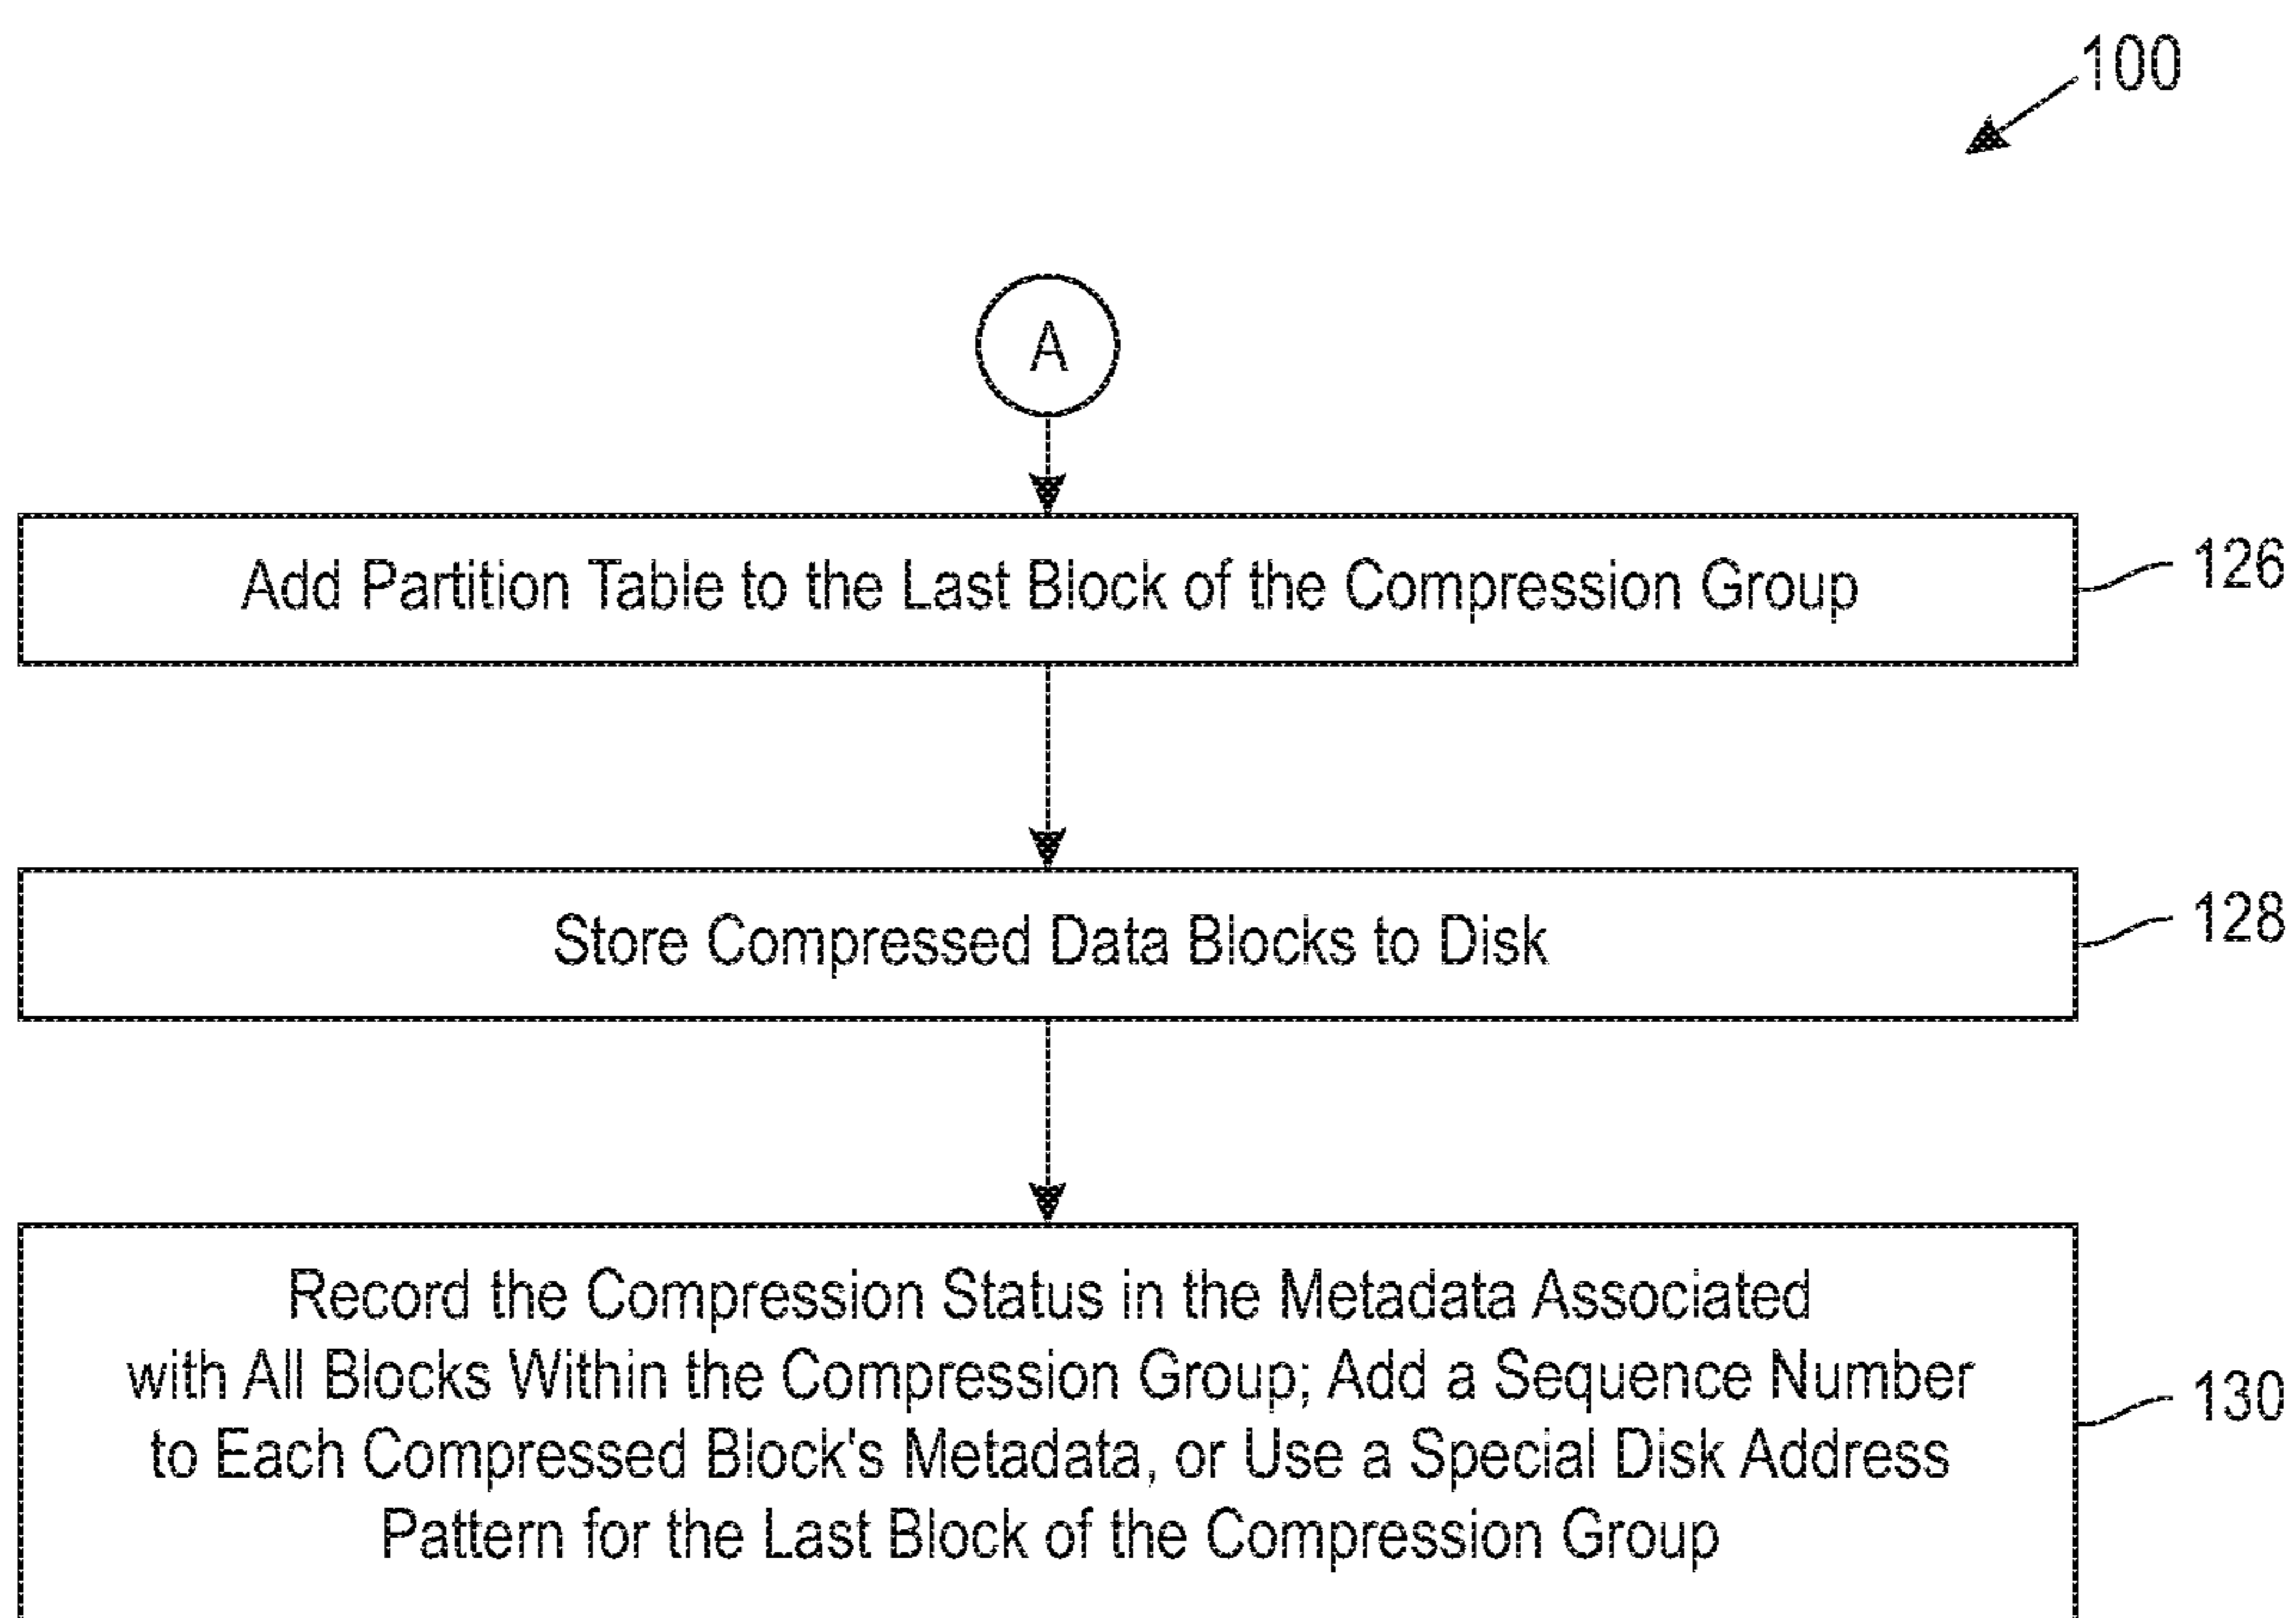 100
A
Add Partition Table to the Last Block of the Compression Group
126
Store Compressed Data Blocks to Disk
128
Record the Compression Status in the Metadata Associated
with All Blocks Within the Compression Group; Add a Sequence Number
to Each Compressed Block's Metadata, or Use a Special Disk Address
Pattern for the Last Block of the Compression Group
130